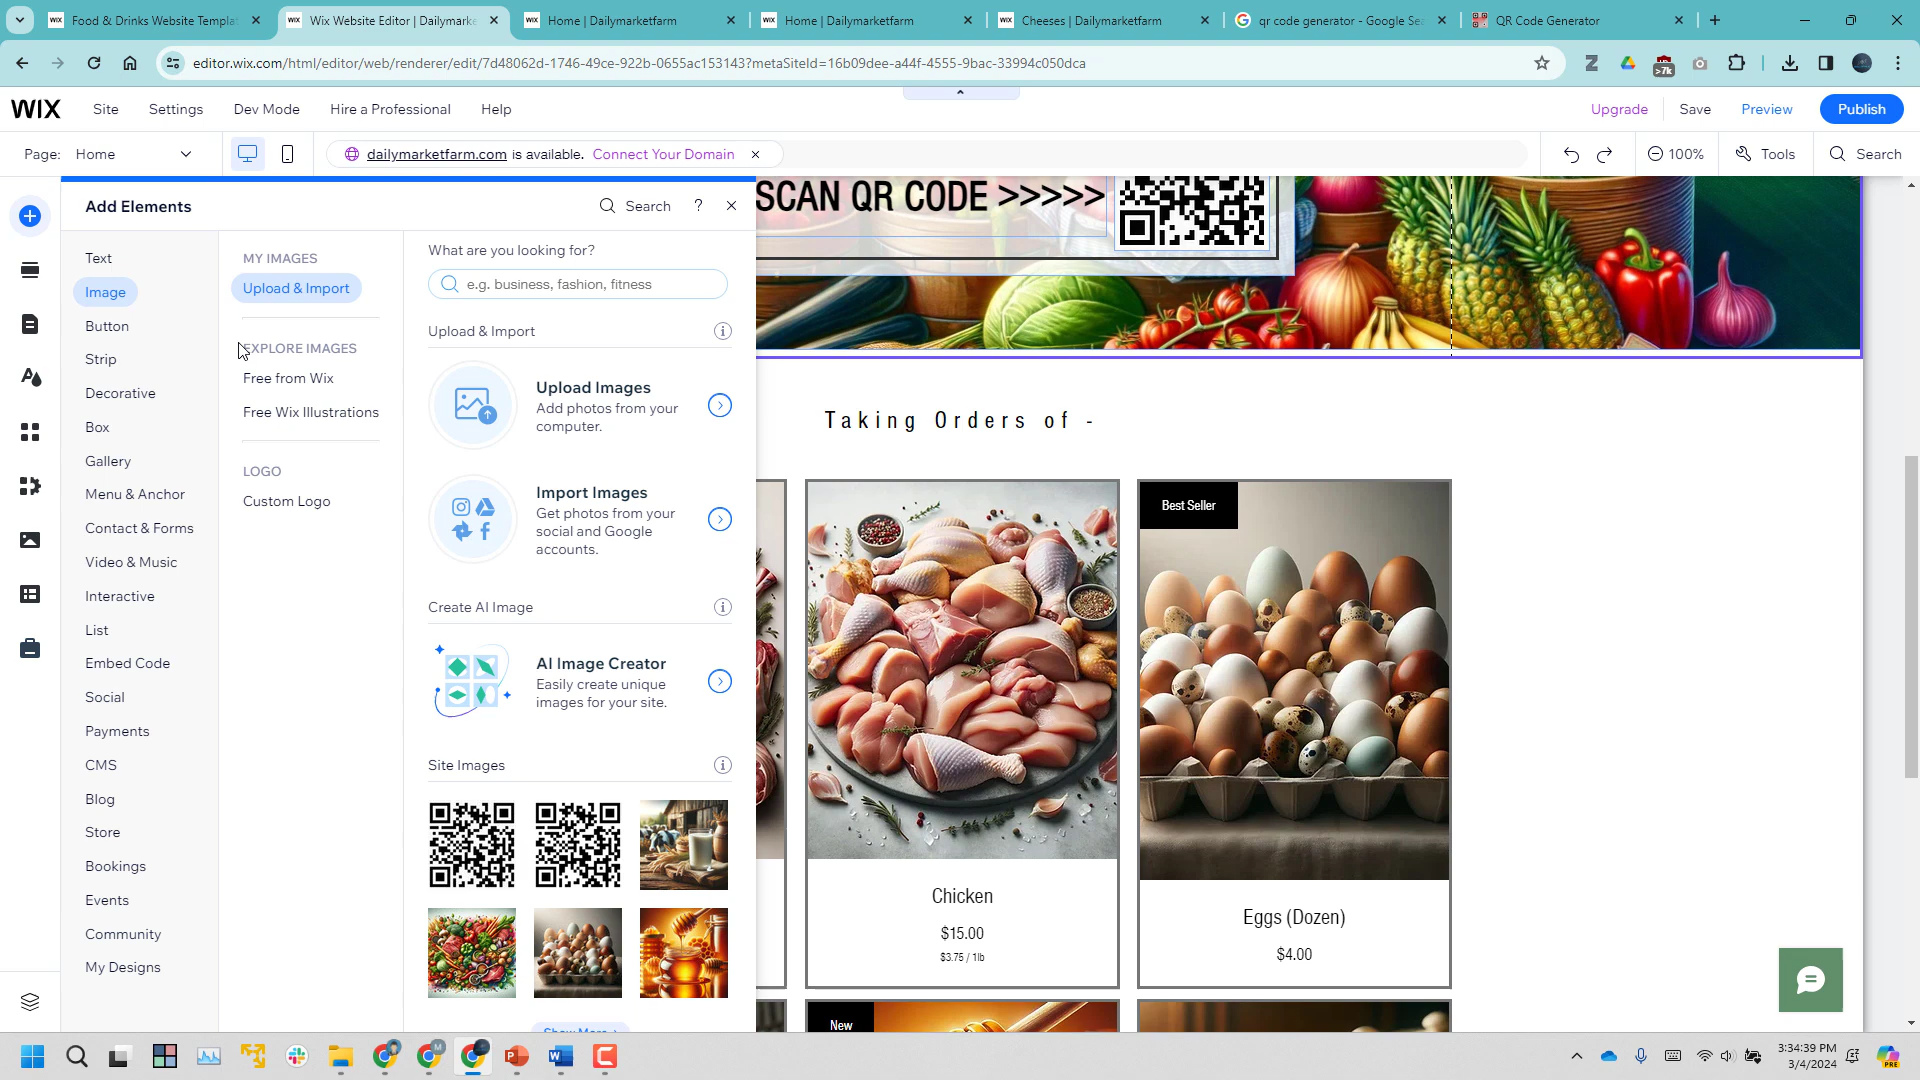 Food & Drinks Website Templat
Wix Website Editor | Dailymarke
Home | Dailymarketfarm
Home | Dailymarketfarm
Cheeses | Dailymarketfarm
qr code generator - Google Se
QR Code Generator
editor.wix.com/html/editor/web/renderer/edit/7d48062d-1746-49ce-922b-0655ac153143?metaSiteId=16b09dee-a44f-4555-9bac-33994c050dca
>7k
WIX
Site
Settings
Dev Mode
Hire a Professional
Help
Upgrade
Save
Preview
Publish
Page: Home
dailymarketfarm.com is available. Connect Your Domain
100%
Tools
Search
Add Elements
Search
?
Text
Image
Button
Strip
Decorative
Box
Gallery
Menu & Anchor
Contact & Forms
Video & Music
Interactive
List
Embed Code
Social
Payments
CMS
Blog
Store
Bookings
Events
Community
My Designs
MY IMAGES
Upload & Import
EXPLORE IMAGES
Free from Wix
Free Wix Illustrations
LOGO
Custom Logo
What are you looking for?
e.g. business, fashion, fitness
Upload & Import
Upload Images
Add photos from your
computer.
Import Images
Get photos from your
social and Google
accounts.
Create AI Image
AI Image Creator
Easily create unique
images for your site.
Site Images
Show More >
SCAN QR CODE >>>>>
Taking Orders of -
Best Seller
Chicken
$15.00
$3.75 / 1lb
Eggs (Dozen)
$4.00
New
3:34:39 PM
3/4/2024